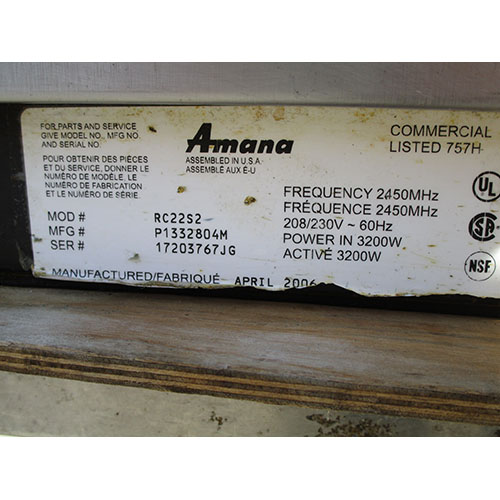 FOR PARTS AND SERVICE
GIVE MODEL NO., MFG NO.
AND SERIAL NO.
POUR OBTENIR DES PIÈCES
ET DU SERVICE, DONNER LE
NUMÉRO DE MODÈLE, LE
NUMÉRO DE FABRICATION
ET LE NUMÉRO DE SÉRIE.
Amana
ASSEMBLED IN U.S.A.
ASSEMBLÉ AUX É-U
COMMERCIAL
LISTED 757H
MOD # RC22S2
MFG # P1332804M
SER # 17203767JG
MANUFACTURED/FABRIQUÉ APRIL 2006
FREQUENCY 2450MHz
FRÉQUENCE 2450MHz
208/230V ~ 60Hz
POWER IN 3200W
ACTIVÉ 3200W
UL
SA
NSF